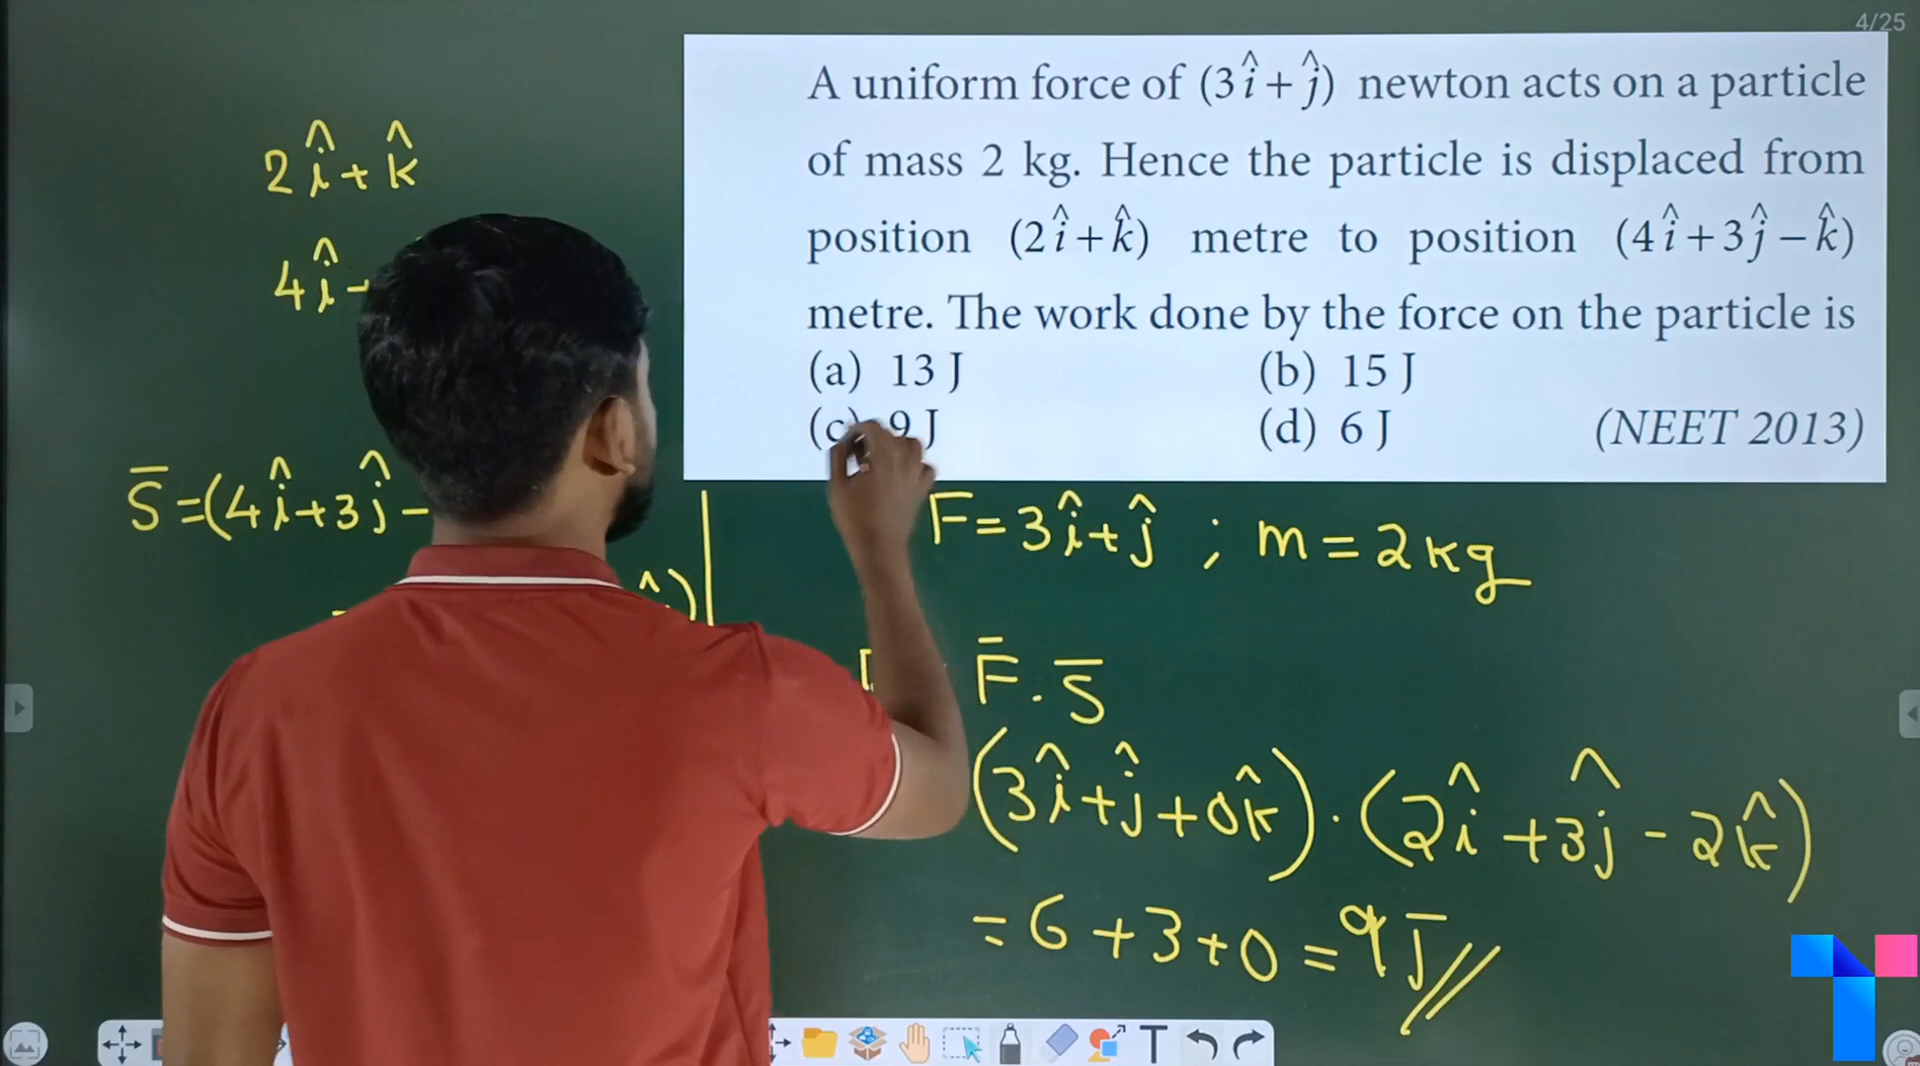 4/25
A uniform force of (3î + ĵ) newton acts on a particle
of mass 2 kg. Hence the particle is displaced from
position (2î + k̂) metre to position (4î + 3ĵ − k̂)
metre. The work done by the force on the particle is
(a) 13 J (b) 15 J
(c) 9 J (d) 6 J (NEET 2013)
2î + k̂
4î
S̄ = (4î + 3ĵ −
F = 3î + ĵ ; m = 2 kg
F̄ . S̄
(3î + ĵ + 0k̂) · (2î + 3ĵ − 2k̂)
= 6 + 3 + 0 = 9 J
T